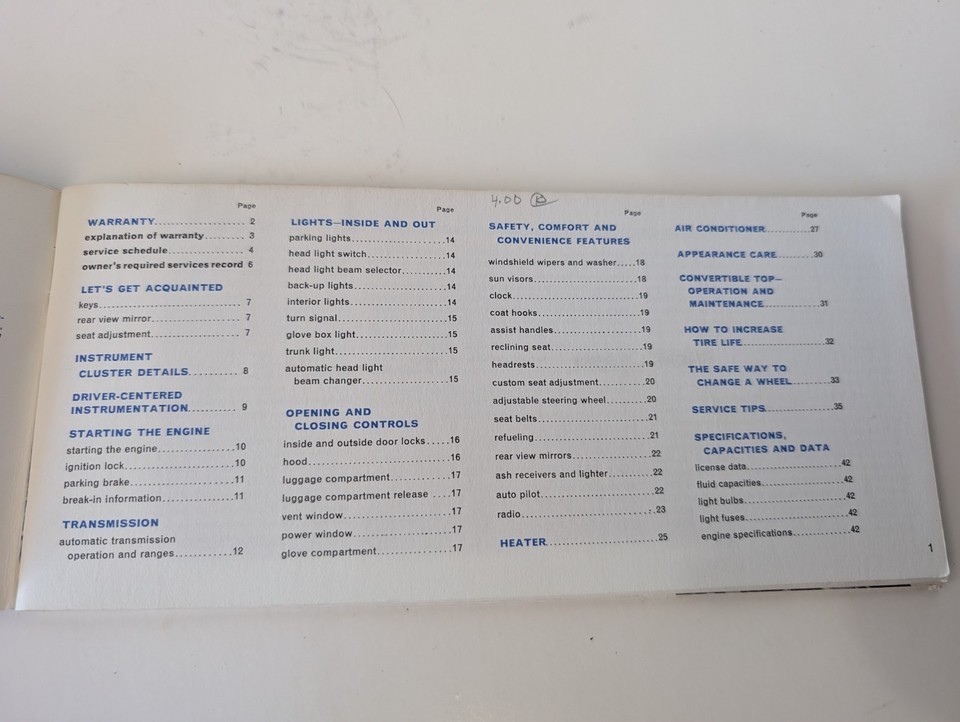 4.00 B
Page
WARRANTY.................... 2
explanation of warranty......... 3
service schedule.................. 4
owner's required services record 6
LET'S GET ACQUAINTED
keys.................................... 7
rear view mirror.................... 7
seat adjustment.................... 7
INSTRUMENT
CLUSTER DETAILS.......... 8
DRIVER-CENTERED
INSTRUMENTATION.......... 9
STARTING THE ENGINE
starting the engine................10
ignition lock.......................10
parking brake......................11
break-in information...............11
TRANSMISSION
automatic transmission
operation and ranges............12
Page
LIGHTS—INSIDE AND OUT
parking lights......................14
head light switch..................14
head light beam selector..........14
back-up lights.....................14
interior lights.....................14
turn signal.........................15
glove box light....................15
trunk light.........................15
automatic head light
beam changer...................15
OPENING AND
CLOSING CONTROLS
inside and outside door locks.....16
hood................................16
luggage compartment..............17
luggage compartment release ....17
vent window.......................17
power window.....................17
glove compartment................17
Page
SAFETY, COMFORT AND
CONVENIENCE FEATURES
windshield wipers and washer.....18
sun visors..........................18
clock...............................19
coat hooks.........................19
assist handles......................19
reclining seat......................19
headrests...........................19
custom seat adjustment...........20
adjustable steering wheel.........20
seat belts..........................21
refueling...........................21
rear view mirrors..................22
ash receivers and lighter..........22
auto pilot..........................22
radio...............................23
HEATER..........................25
Page
AIR CONDITIONER............27
APPEARANCE CARE.........30
CONVERTIBLE TOP—
OPERATION AND
MAINTENANCE..............31
HOW TO INCREASE
TIRE LIFE....................32
THE SAFE WAY TO
CHANGE A WHEEL.........33
SERVICE TIPS..................35
SPECIFICATIONS,
CAPACITIES AND DATA
license data.......................42
fluid capacities....................42
light bulbs.........................42
light fuses.........................42
engine specifications..............42
1